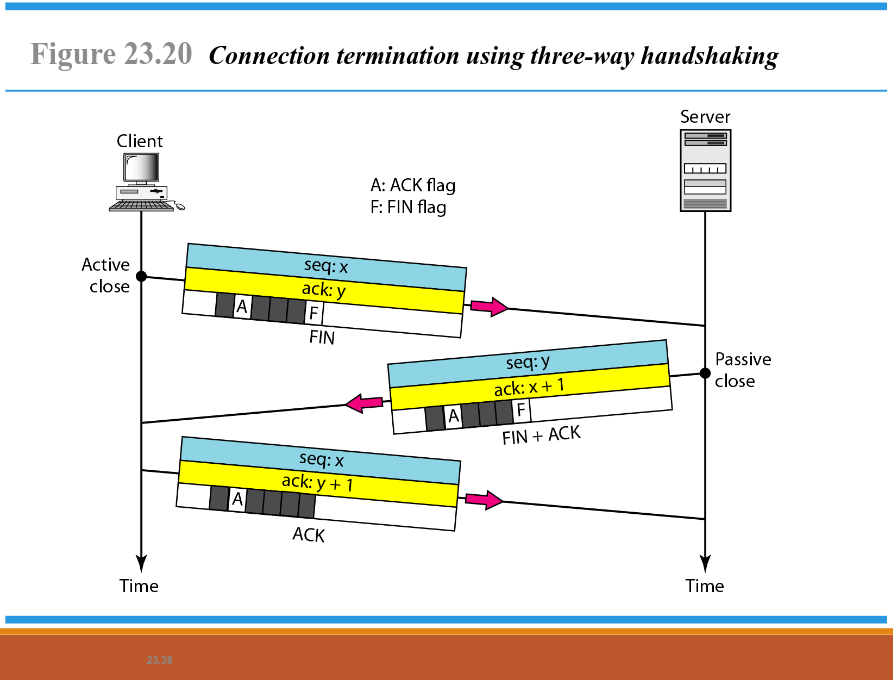 Figure 23.20 Connection termination using three-way handshaking
Client
Server
A: ACK flag
F: FIN flag
Active
close
seq: x
ack: y
A
F
FIN
Passive
close
seq: y
ack: x + 1
A
F
FIN + ACK
seq: x
ack: y + 1
A
ACK
Time
Time
23.38